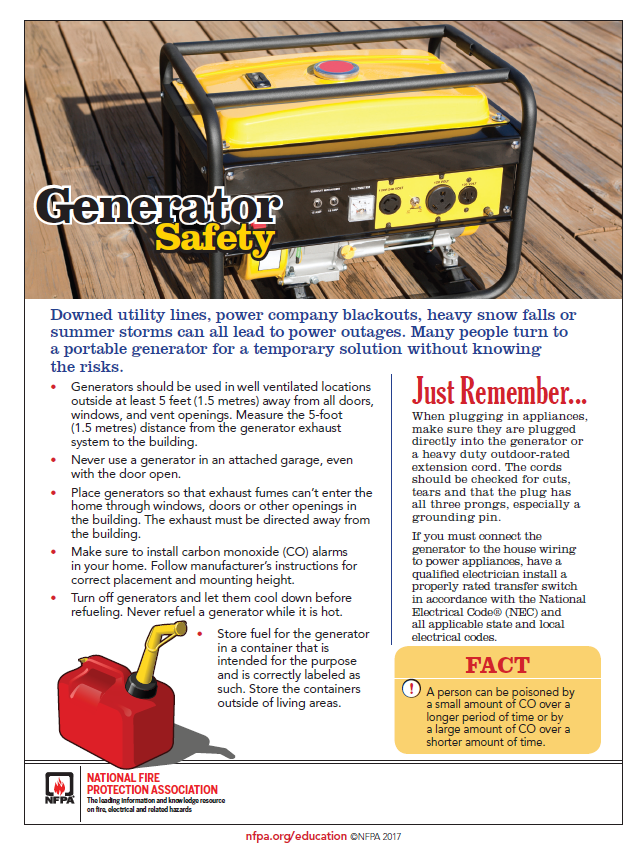 Generator
Safety
Downed utility lines, power company blackouts, heavy snow falls or
summer storms can all lead to power outages. Many people turn to
a portable generator for a temporary solution without knowing
the risks.
• Generators should be used in well ventilated locations
outside at least 5 feet (1.5 metres) away from all doors,
windows, and vent openings. Measure the 5-foot
(1.5 metres) distance from the generator exhaust
system to the building.
• Never use a generator in an attached garage, even
with the door open.
• Place generators so that exhaust fumes can't enter the
home through windows, doors or other openings in
the building. The exhaust must be directed away from
the building.
• Make sure to install carbon monoxide (CO) alarms
in your home. Follow manufacturer's instructions for
correct placement and mounting height.
• Turn off generators and let them cool down before
refueling. Never refuel a generator while it is hot.
• Store fuel for the generator
in a container that is
intended for the purpose
and is correctly labeled as
such. Store the containers
outside of living areas.
Just Remember...
When plugging in appliances,
make sure they are plugged
directly into the generator or
a heavy duty outdoor-rated
extension cord. The cords
should be checked for cuts,
tears and that the plug has
all three prongs, especially a
grounding pin.
If you must connect the
generator to the house wiring
to power appliances, have a
qualified electrician install a
properly rated transfer switch
in accordance with the National
Electrical Code® (NEC) and
all applicable state and local
electrical codes.
FACT
! A person can be poisoned by
a small amount of CO over a
longer period of time or by
a large amount of CO over a
shorter amount of time.
NFPA
NATIONAL FIRE
PROTECTION ASSOCIATION
The leading information and knowledge resource
on fire, electrical and related hazards
nfpa.org/education ©NFPA 2017